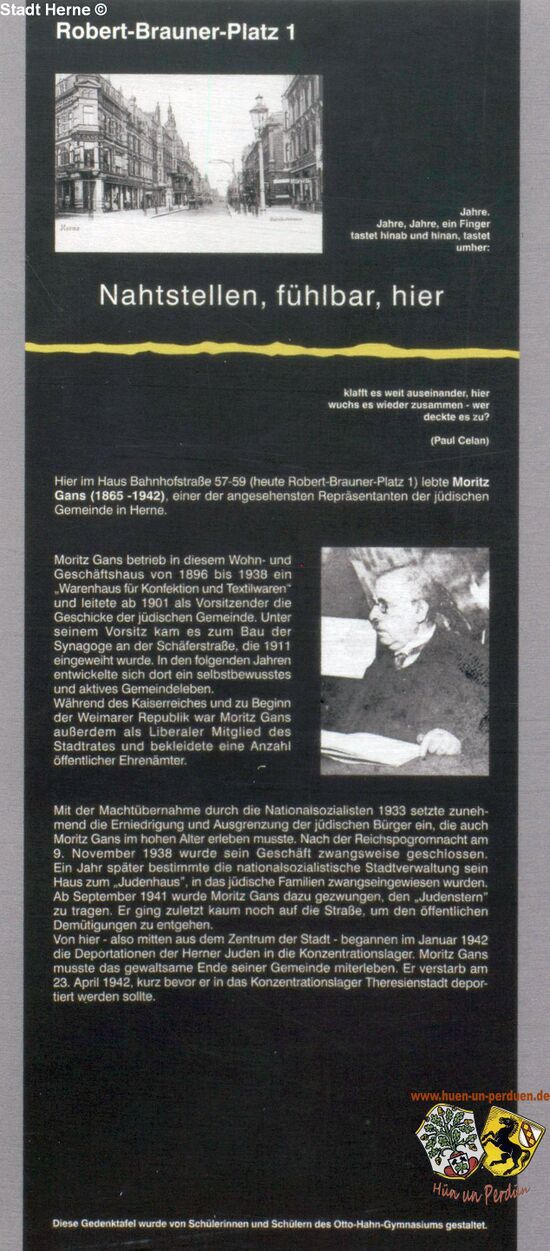 Stadt Herne ©
Robert-Brauner-Platz 1
Herne
Bahnhofstrasse
Jahre.
Jahre, Jahre, ein Finger
tastet hinab und hinan, tastet
umher:
Nahtstellen, fühlbar, hier
klafft es weit auseinander, hier
wuchs es wieder zusammen - wer
deckte es zu?
(Paul Celan)
Hier im Haus Bahnhofstraße 57-59 (heute Robert-Brauner-Platz 1) lebte Moritz
Gans (1865 -1942), einer der angesehensten Repräsentanten der jüdischen
Gemeinde in Herne.
Moritz Gans betrieb in diesem Wohn- und
Geschäftshaus von 1896 bis 1938 ein
„Warenhaus für Konfektion und Textilwaren"
und leitete ab 1901 als Vorsitzender die
Geschicke der jüdischen Gemeinde. Unter
seinem Vorsitz kam es zum Bau der
Synagoge an der Schäferstraße, die 1911
eingeweiht wurde. In den folgenden Jahren
entwickelte sich dort ein selbstbewusstes
und aktives Gemeindeleben.
Während des Kaiserreiches und zu Beginn
der Weimarer Republik war Moritz Gans
außerdem als Liberaler Mitglied des
Stadtrates und bekleidete eine Anzahl
öffentlicher Ehrenämter.
Mit der Machtübernahme durch die Nationalsozialisten 1933 setzte zuneh-
mend die Erniedrigung und Ausgrenzung der jüdischen Bürger ein, die auch
Moritz Gans im hohen Alter erleben musste. Nach der Reichspogromnacht am
9. November 1938 wurde sein Geschäft zwangsweise geschlossen.
Ein Jahr später bestimmte die nationalsozialistische Stadtverwaltung sein
Haus zum „Judenhaus", in das jüdische Familien zwangseingewiesen wurden.
Ab September 1941 wurde Moritz Gans dazu gezwungen, den „Judenstern"
zu tragen. Er ging zuletzt kaum noch auf die Straße, um den öffentlichen
Demütigungen zu entgehen.
Von hier - also mitten aus dem Zentrum der Stadt - begannen im Januar 1942
die Deportationen der Herner Juden in die Konzentrationslager. Moritz Gans
musste das gewaltsame Ende seiner Gemeinde miterleben. Er verstarb am
23. April 1942, kurz bevor er in das Konzentrationslager Theresienstadt depor-
tiert werden sollte.
www.huen-un-perduen.de
Hün un Perdün
Diese Gedenktafel wurde von Schülerinnen und Schülern des Otto-Hahn-Gymnasiums gestaltet.